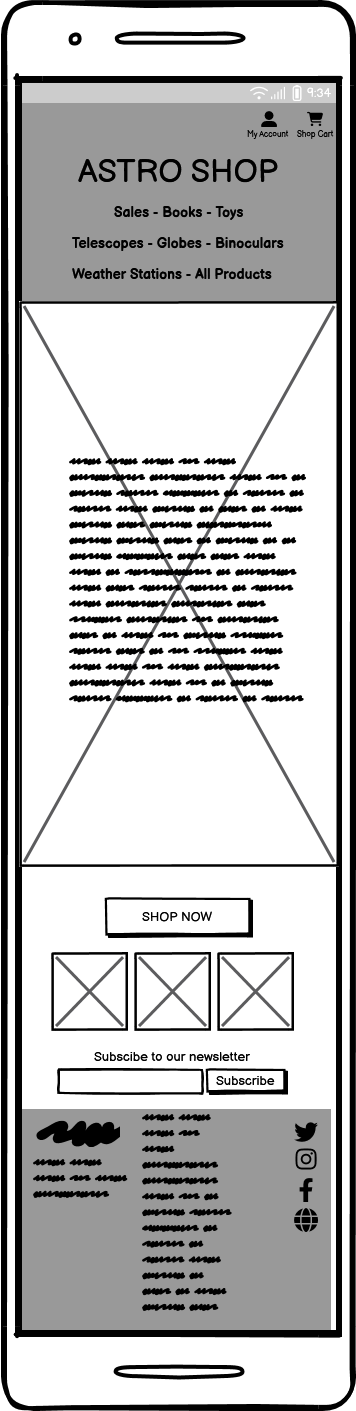 9:34
My Account Shop Cart
ASTRO SHOP
Sales - Books - Toys
Telescopes - Globes - Binoculars
Weather Stations - All Products
SHOP NOW
Subscibe to our newsletter
Subscribe